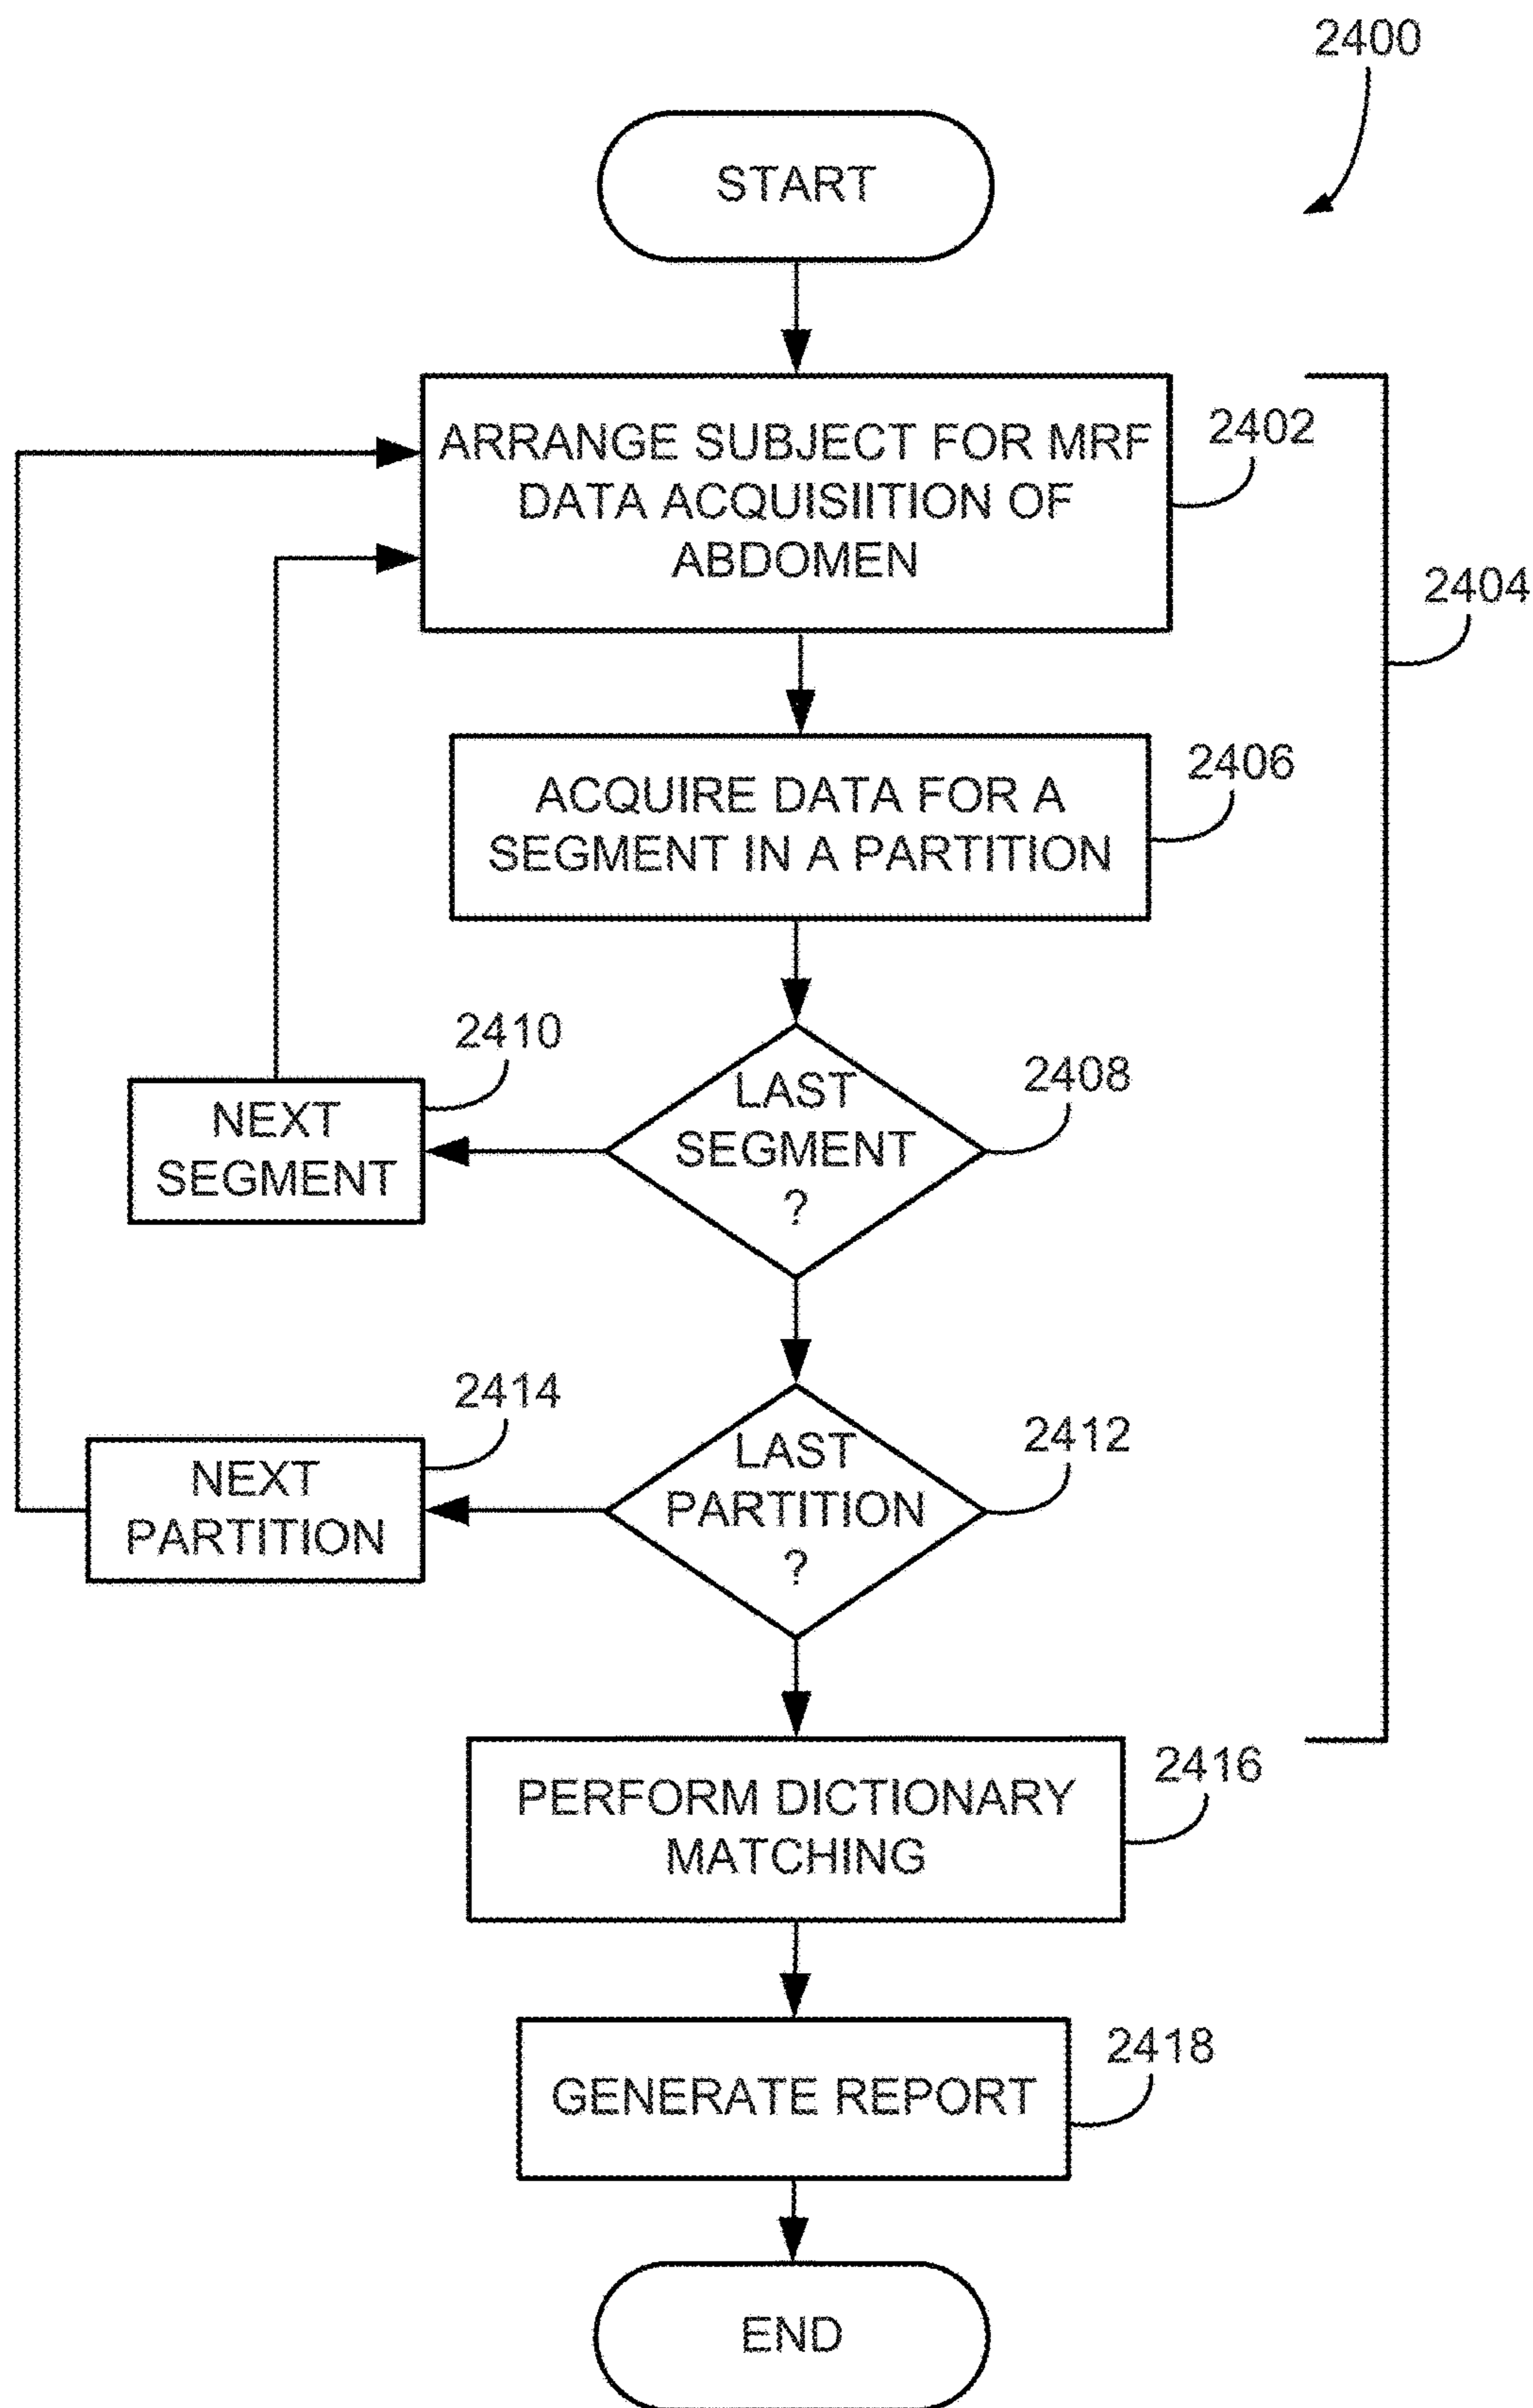 2400
START
ARRANGE SUBJECT FOR MRF
DATA ACQUISIITION OF
ABDOMEN
2402
2404
ACQUIRE DATA FOR A
SEGMENT IN A PARTITION
2406
2410
NEXT
SEGMENT
LAST
SEGMENT
?
2408
2414
NEXT
PARTITION
LAST
PARTITION
?
2412
PERFORM DICTIONARY
MATCHING
2416
GENERATE REPORT
2418
END